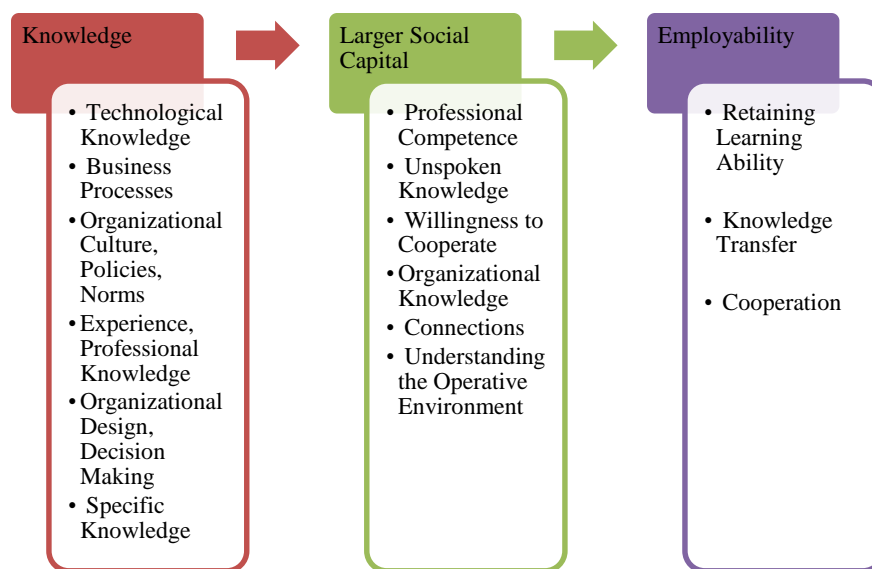 Knowledge
• Technological
Knowledge
• Business
Processes
• Organizational
Culture,
Policies,
Norms
• Experience,
Professional
Knowledge
• Organizational
Design,
Decision
Making
• Specific
Knowledge
Larger Social
Capital
• Professional
Competence
• Unspoken
Knowledge
• Willingness to
Cooperate
• Organizational
Knowledge
• Connections
• Understanding
the Operative
Environment
Employability
• Retaining
Learning
Ability
• Knowledge
Transfer
• Cooperation